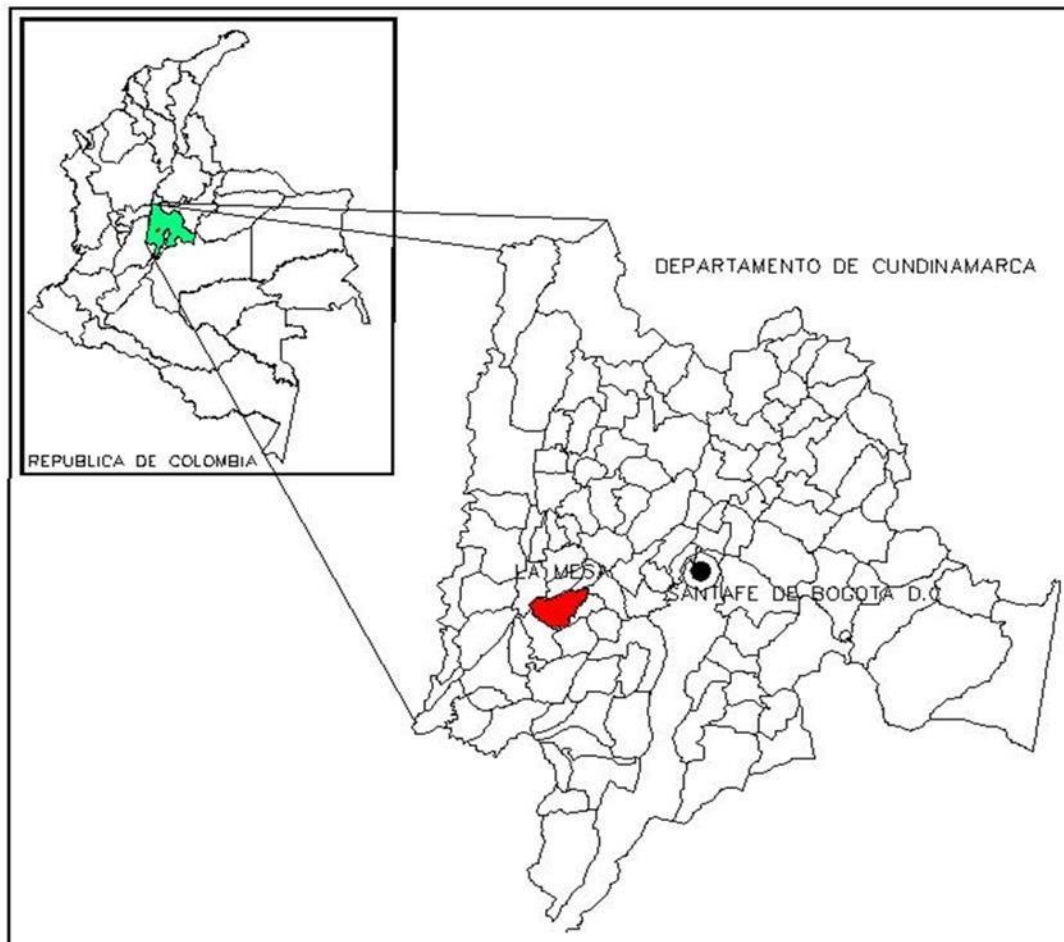 REPUBLICA DE COLOMBIA
DEPARTAMENTO DE CUNDINAMARCA
LA MESA
SANTAFE DE BOGOTA D.C